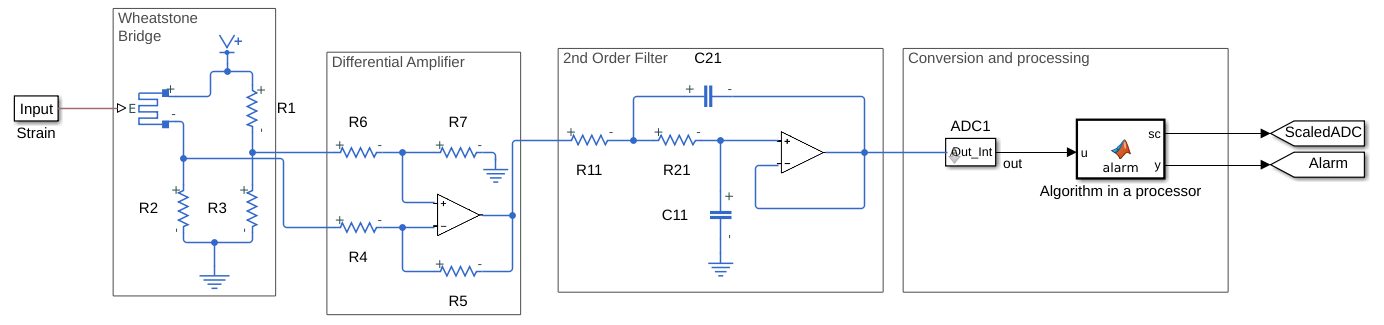 Wheatstone
Bridge
Input
Strain
E
R1
R2
R3
Differential Amplifier
R6
R7
R4
R5
2nd Order Filter
C21
R11
R21
C11
Conversion and processing
ADC1
Out_Int
out
u
sc
y
alarm
Algorithm in a processor
ScaledADC
Alarm